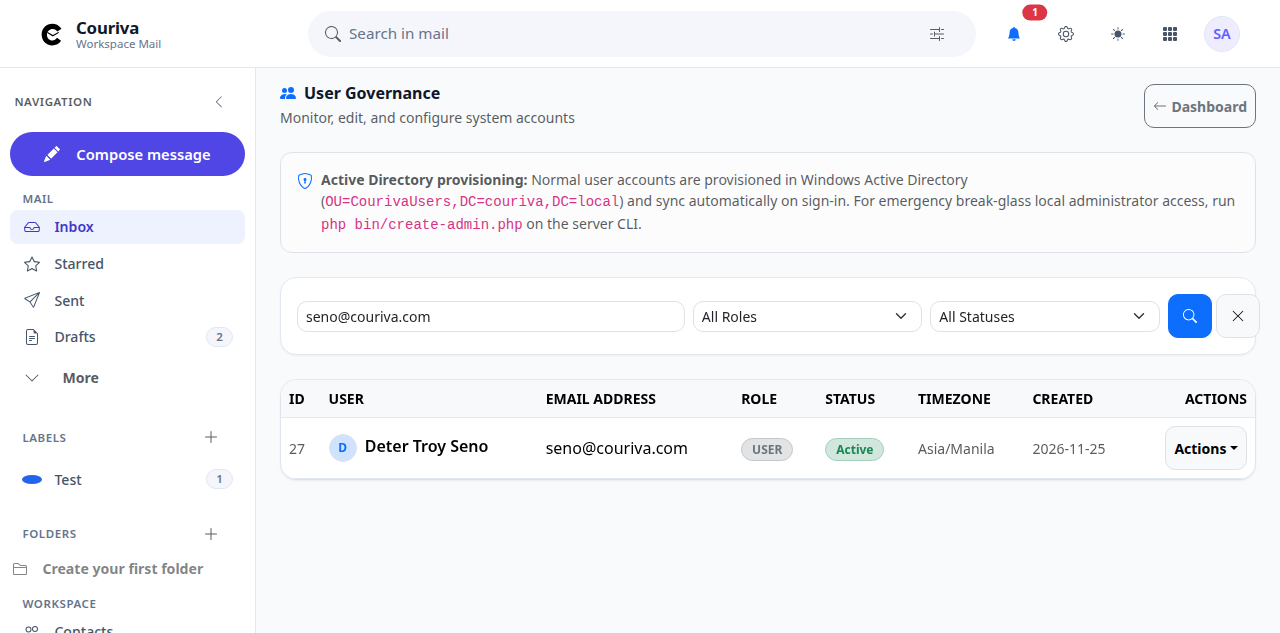 Couriva
Workspace Mail
Search in mail
1
SA
NAVIGATION
Compose message
MAIL
Inbox
Starred
Sent
Drafts 2
More
LABELS
Test 1
FOLDERS
Create your first folder
WORKSPACE
Contacts
User Governance
Monitor, edit, and configure system accounts
← Dashboard
Active Directory provisioning: Normal user accounts are provisioned in Windows Active Directory
(OU=CourivaUsers,DC=couriva,DC=local) and sync automatically on sign-in. For emergency break-glass local administrator access, run
php bin/create-admin.php on the server CLI.
seno@couriva.com All Roles All Statuses
ID USER EMAIL ADDRESS ROLE STATUS TIMEZONE CREATED ACTIONS
27 D Deter Troy Seno seno@couriva.com USER Active Asia/Manila 2026-11-25 Actions